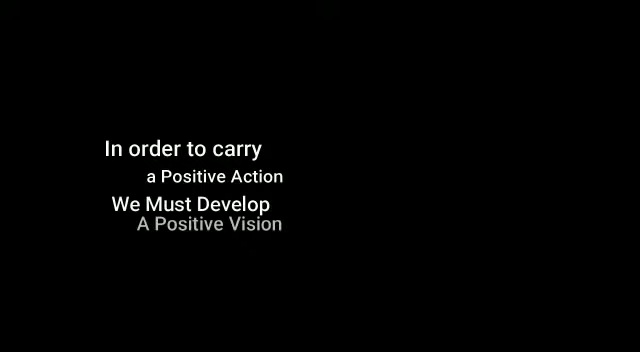 In order to carry
a Positive Action
We Must Develop
A Positive Vision